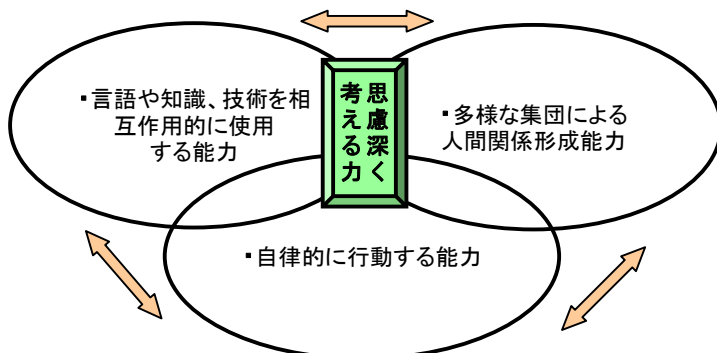 ▪言語や知識、技術を相
互作用的に使用
する能力
思慮深く
考える力
▪多様な集団による
人間関係形成能力
▪自律的に行動する能力